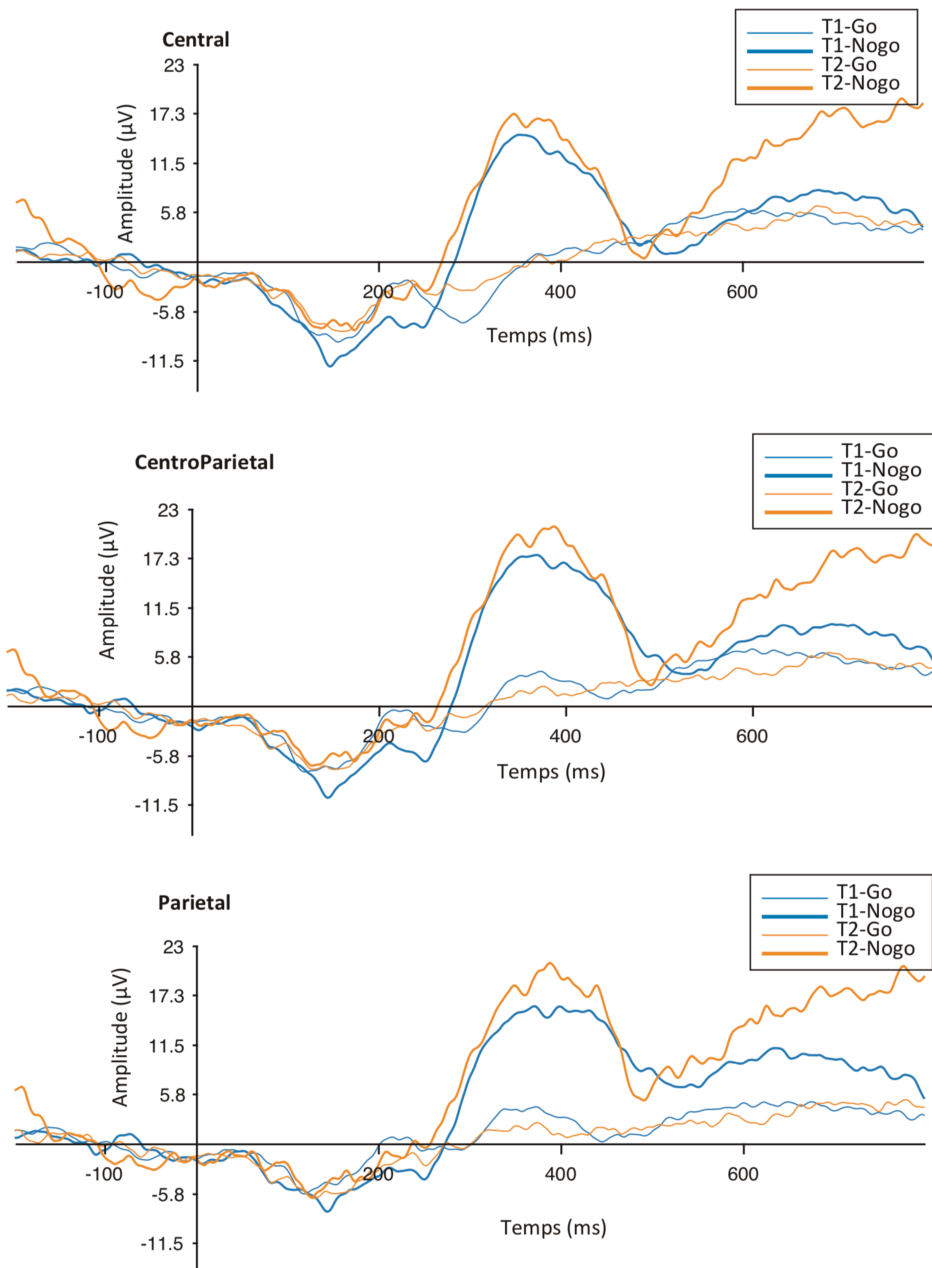 Central
T1-Go
T1-Nogo
T2-Go
T2-Nogo
Amplitude (µV)
23
17.3
11.5
5.8
-5.8
-11.5
-100
200
400
600
Temps (ms)
CentroParietal
T1-Go
T1-Nogo
T2-Go
T2-Nogo
Amplitude (µV)
23
17.3
11.5
5.8
-5.8
-11.5
-100
200
400
600
Temps (ms)
Parietal
T1-Go
T1-Nogo
T2-Go
T2-Nogo
Amplitude (µV)
23
17.3
11.5
5.8
-5.8
-11.5
-100
200
400
600
Temps (ms)